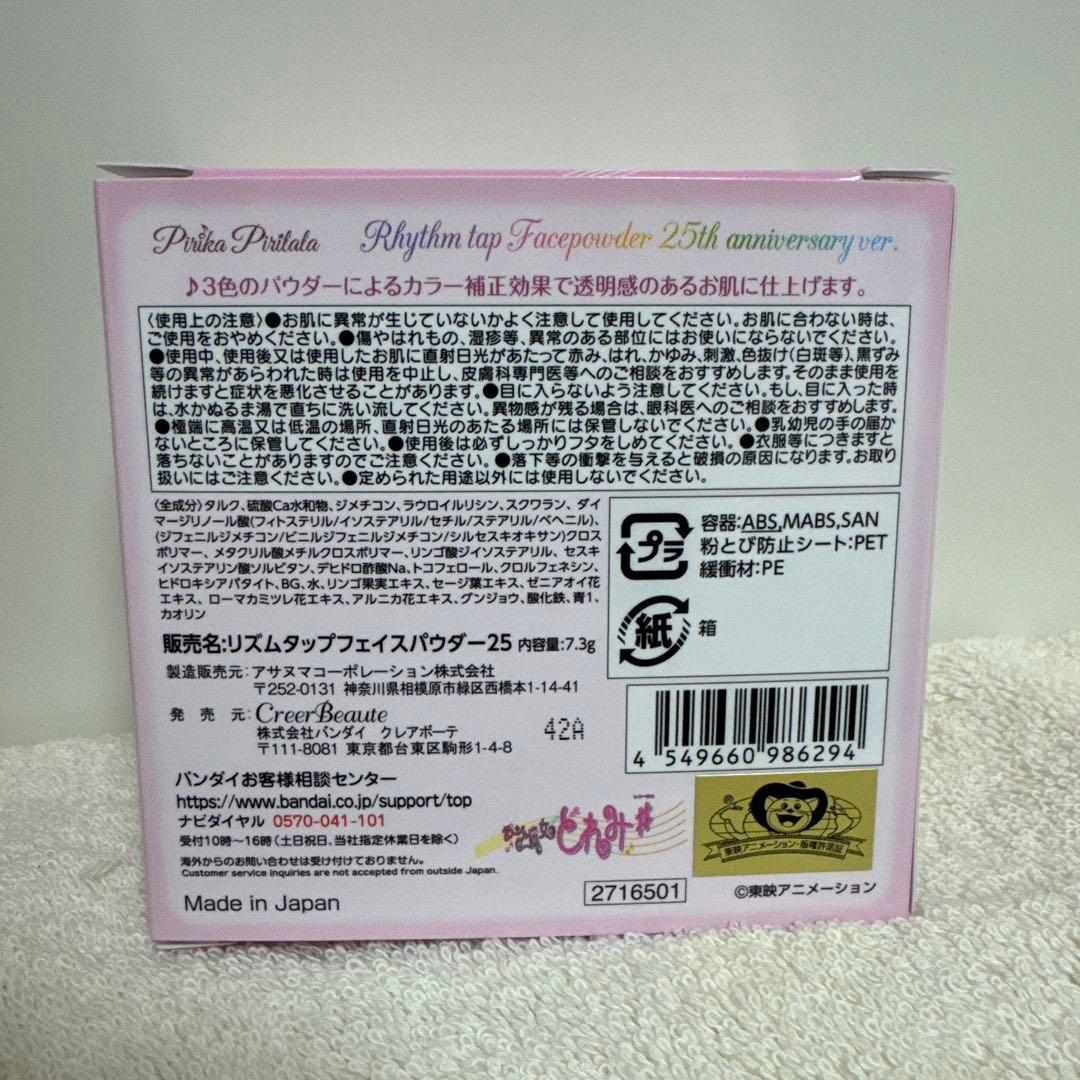 Pirika Pirilala
Rhythm tap Facepowder 25th anniversary ver.
♪3色のパウダーによるカラー補正効果で透明感のあるお肌に仕上げます。
〈使用上の注意〉●お肌に異常が生じていないかよく注意して使用してください。お肌に合わない時は、
ご使用をおやめください。●傷やはれもの、湿疹等、異常のある部位にはお使いにならないでください。
●使用中、使用後又は使用したお肌に直射日光があたって赤み、はれ、かゆみ、刺激、色抜け(白斑等)、黒ずみ
等の異常があらわれた時は使用を中止し、皮膚科専門医等へのご相談をおすすめします。そのまま使用を
続けますと症状を悪化させることがあります。●目に入らないよう注意してください。もし、目に入った時
は、水かぬるま湯で直ちに洗い流してください。異物感が残る場合は、眼科医へのご相談をおすすめします。
●極端に高温又は低温の場所、直射日光のあたる場所には保管しないでください。●乳幼児の手の届か
ないところに保管してください。●使用後は必ずしっかりフタをしめてください。●衣服等につきますと
落ちないことがありますのでご注意ください。●落下等の衝撃を与えると破損の原因になります。お取り
扱いにはご注意ください。●定められた用途以外には使用しないでください。
〈全成分〉タルク、硫酸Ca水和物、ジメチコン、ラウロイルリシン、スクワラン、ダイ
マージリノール酸(フィトステリル/イソステアリル/セチル/ステアリル/ベヘニル)、
(ジフェニルジメチコン/ビニルジフェニルジメチコン/シルセスキオキサン)クロス
ポリマー、メタクリル酸メチルクロスポリマー、リンゴ酸ジイソステアリル、セスキ
イソステアリン酸ソルビタン、デヒドロ酢酸Na、トコフェロール、クロルフェネシン、
ヒドロキシアパタイト、BG、水、リンゴ果実エキス、セージ葉エキス、ゼニアオイ花
エキス、ローマカミツレ花エキス、アルニカ花エキス、グンジョウ、酸化鉄、青1、
カオリン
プラ
容器:ABS,MABS,SAN
粉とび防止シート:PET
緩衝材:PE
紙
箱
販売名:リズムタップフェイスパウダー25 内容量:7.3g
製造販売元:アサヌマコーポレーション株式会社
〒252-0131 神奈川県相模原市緑区西橋本1-14-41
発売元:CreerBeaute
株式会社バンダイ クレアボーテ
〒111-8081 東京都台東区駒形1-4-8
42A
4 549660 986294
バンダイお客様相談センター
https://www.bandai.co.jp/support/top
ナビダイヤル 0570-041-101
受付10時~16時(土日祝日、当社指定休業日を除く)
海外からのお問い合わせは受け付けておりません。
Customer service inquiries are not accepted from outside Japan.
Made in Japan
おジャ魔女どれみ#
®
東映アニメーション・版権許諾証
2716501
©東映アニメーション